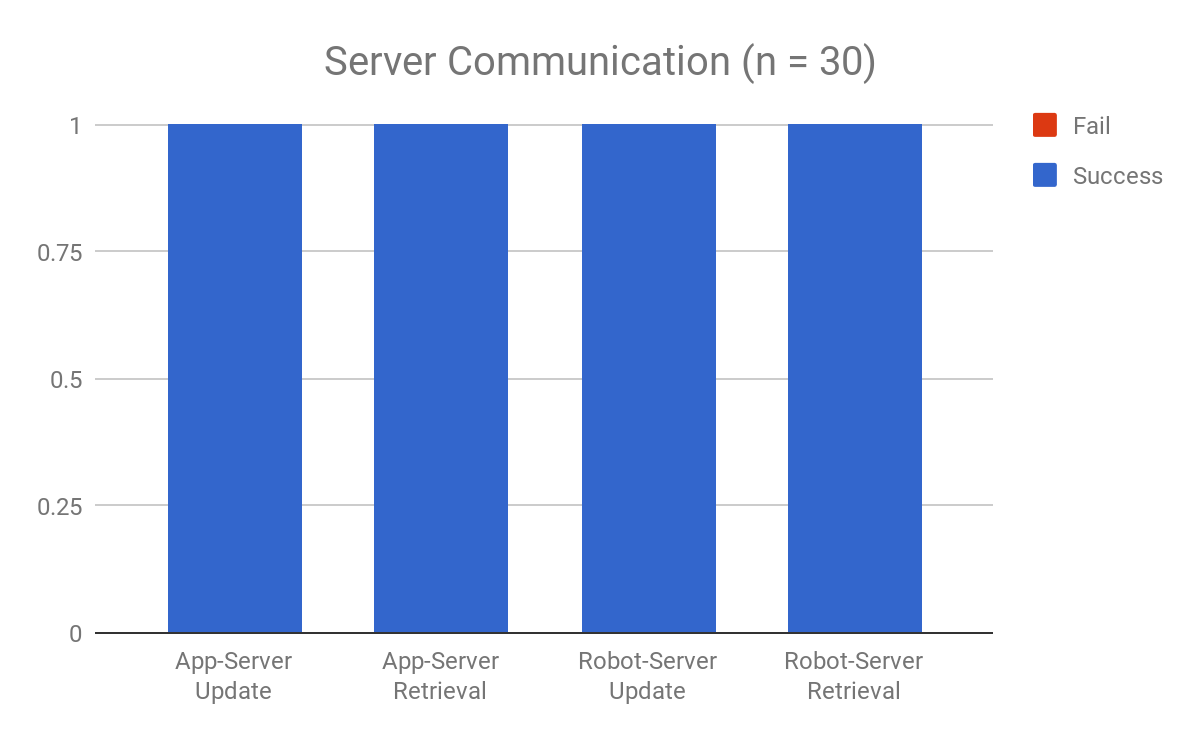 Server Communication (n = 30)
Fail
Success
1
0.75
0.5
0.25
0
App-Server
Update
App-Server
Retrieval
Robot-Server
Update
Robot-Server
Retrieval